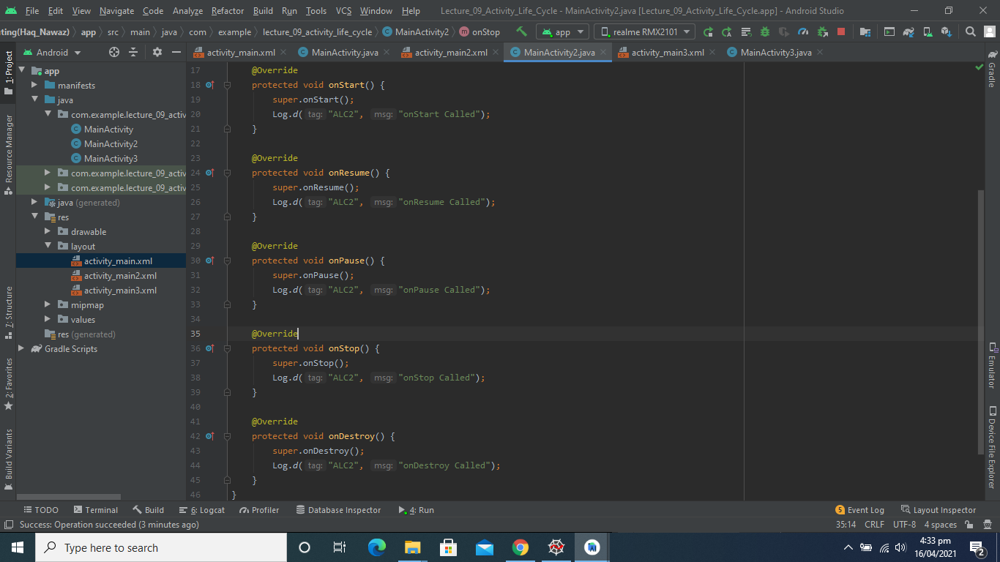 File Edit View Navigate Code Analyze Refactor Build Run Tools VCS Window Help Lecture_09_Activity_Life_Cycle - MainActivity2.java [Lecture_09_Activity_Life_Cycle.app] - Android Studio
ting(Haq_Nawaz) app src main java com example lecture_09_activity_life_cycle MainActivity2 onStop app realme RMX2101
Android activity_main.xml MainActivity.java activity_main2.xml MainActivity2.java activity_main3.xml MainActivity3.java
1: Project
Resource Manager
7: Structure
2: Favorites
Build Variants
app
manifests
java
com.example.lecture_09_activ
MainActivity
MainActivity2
MainActivity3
com.example.lecture_09_activ
com.example.lecture_09_activ
java (generated)
res
drawable
layout
activity_main.xml
activity_main2.xml
activity_main3.xml
mipmap
values
res (generated)
Gradle Scripts
17 @Override
18 protected void onStart() {
19 super.onStart();
20 Log.d( tag: "ALC2", msg: "onStart Called");
21 }
22
23 @Override
24 protected void onResume() {
25 super.onResume();
26 Log.d( tag: "ALC2", msg: "onResume Called");
27 }
28
29 @Override
30 protected void onPause() {
31 super.onPause();
32 Log.d( tag: "ALC2", msg: "onPause Called");
33 }
34
35 @Override
36 protected void onStop() {
37 super.onStop();
38 Log.d( tag: "ALC2", msg: "onStop Called");
39 }
40
41 @Override
42 protected void onDestroy() {
43 super.onDestroy();
44 Log.d( tag: "ALC2", msg: "onDestroy Called");
45 }
46 }
Gradle
Emulator
Device File Explorer
TODO Terminal Build 6: Logcat Profiler Database Inspector 4: Run 5 Event Log Layout Inspector
Success: Operation succeeded (3 minutes ago) 35:14 CRLF UTF-8 4 spaces
Type here to search
4:33 pm
16/04/2021
2